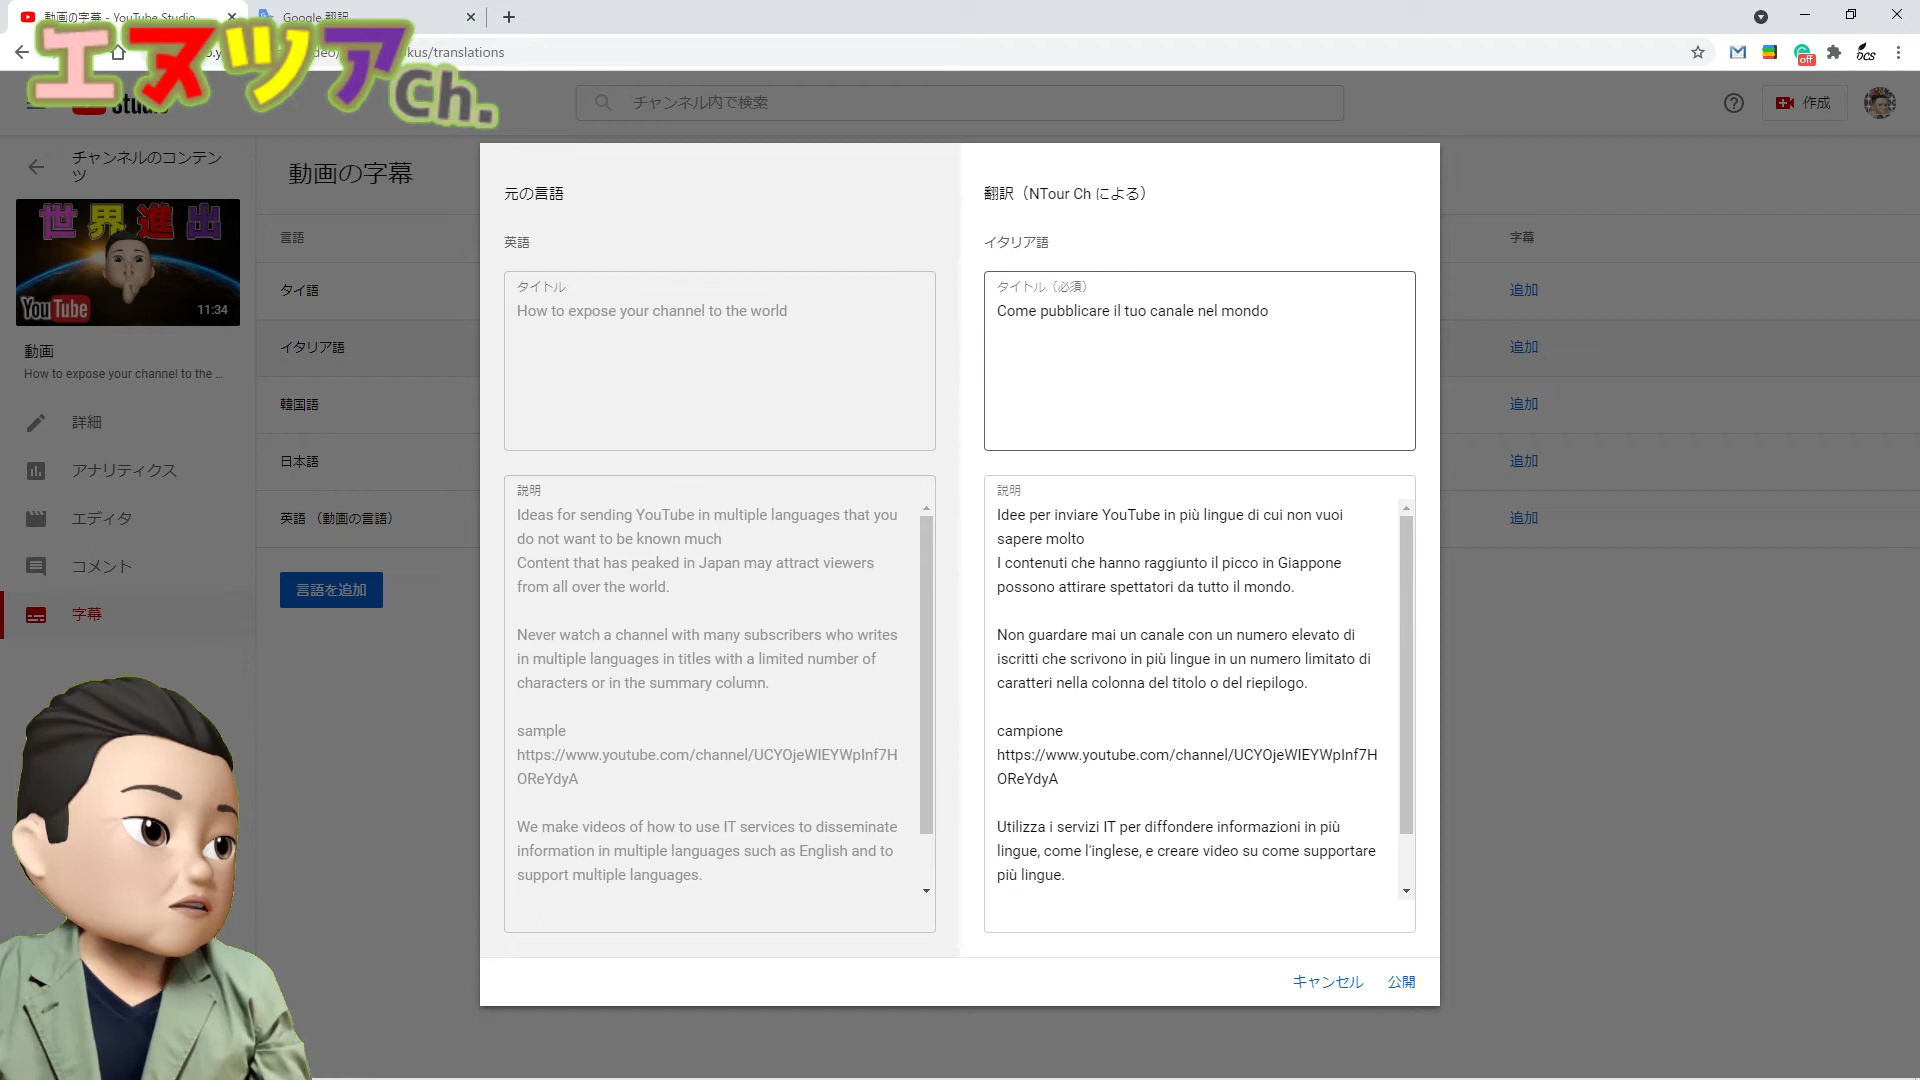 動画の字幕 - YouTube Studio
Google 翻訳
kus/translations
エヌツアCh.
チャンネル内で検索
作成
off
DCS
チャンネルのコンテン
ツ
世界進出
YouTube
11:34
動画
How to expose your channel to the ...
詳細
アナリティクス
エディタ
コメント
字幕
動画の字幕
言語
字幕
タイ語
追加
イタリア語
追加
韓国語
追加
日本語
追加
英語 （動画の言語）
追加
言語を追加
元の言語
英語
タイトル
How to expose your channel to the world
説明
Ideas for sending YouTube in multiple languages that you
do not want to be known much
Content that has peaked in Japan may attract viewers
from all over the world.
Never watch a channel with many subscribers who writes
in multiple languages in titles with a limited number of
characters or in the summary column.
sample
https://www.youtube.com/channel/UCYOjeWIEYWpInf7H
OReYdyA
We make videos of how to use IT services to disseminate
information in multiple languages such as English and to
support multiple languages.
翻訳（NTour Ch による）
イタリア語
タイトル（必須）
Come pubblicare il tuo canale nel mondo
説明
Idee per inviare YouTube in più lingue di cui non vuoi
sapere molto
I contenuti che hanno raggiunto il picco in Giappone
possono attirare spettatori da tutto il mondo.
Non guardare mai un canale con un numero elevato di
iscritti che scrivono in più lingue in un numero limitato di
caratteri nella colonna del titolo o del riepilogo.
campione
https://www.youtube.com/channel/UCYOjeWIEYWpInf7H
OReYdyA
Utilizza i servizi IT per diffondere informazioni in più
lingue, come l'inglese, e creare video su come supportare
più lingue.
キャンセル
公開